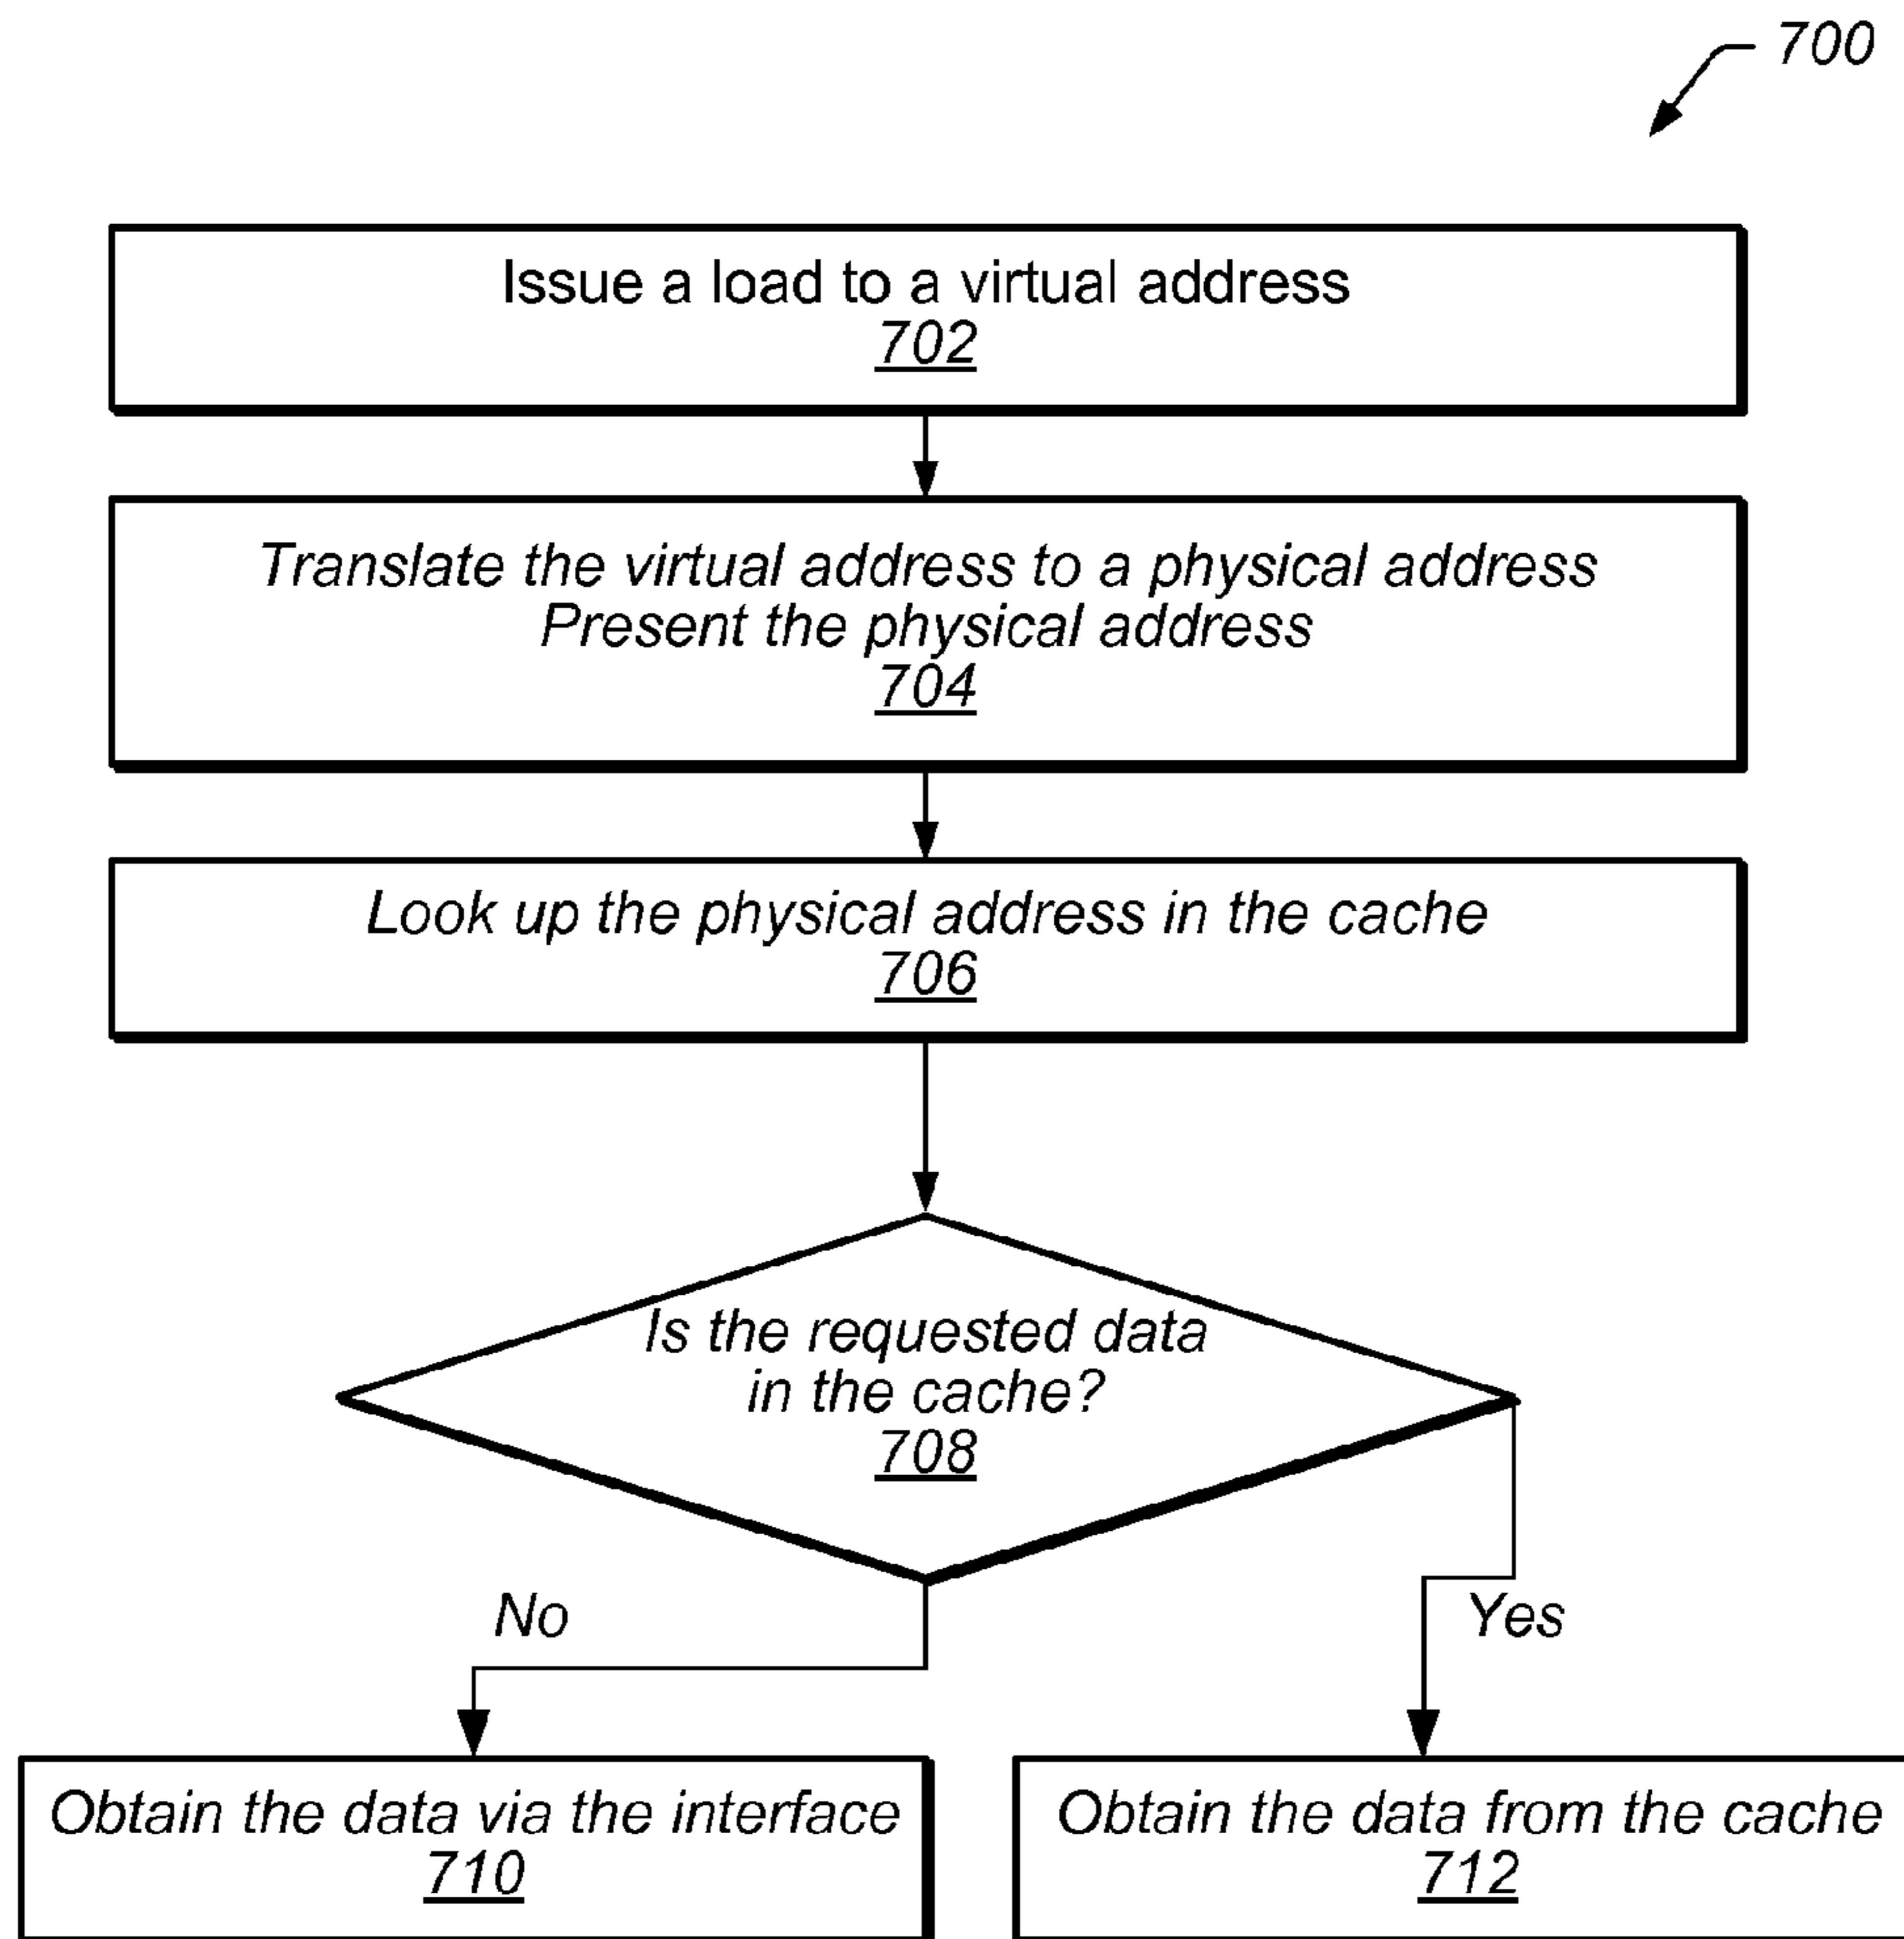 700
Issue a load to a virtual address
702
Translate the virtual address to a physical address
Present the physical address
704
Look up the physical address in the cache
706
Is the requested data
in the cache?
708
No
Yes
Obtain the data via the interface
710
Obtain the data from the cache
712